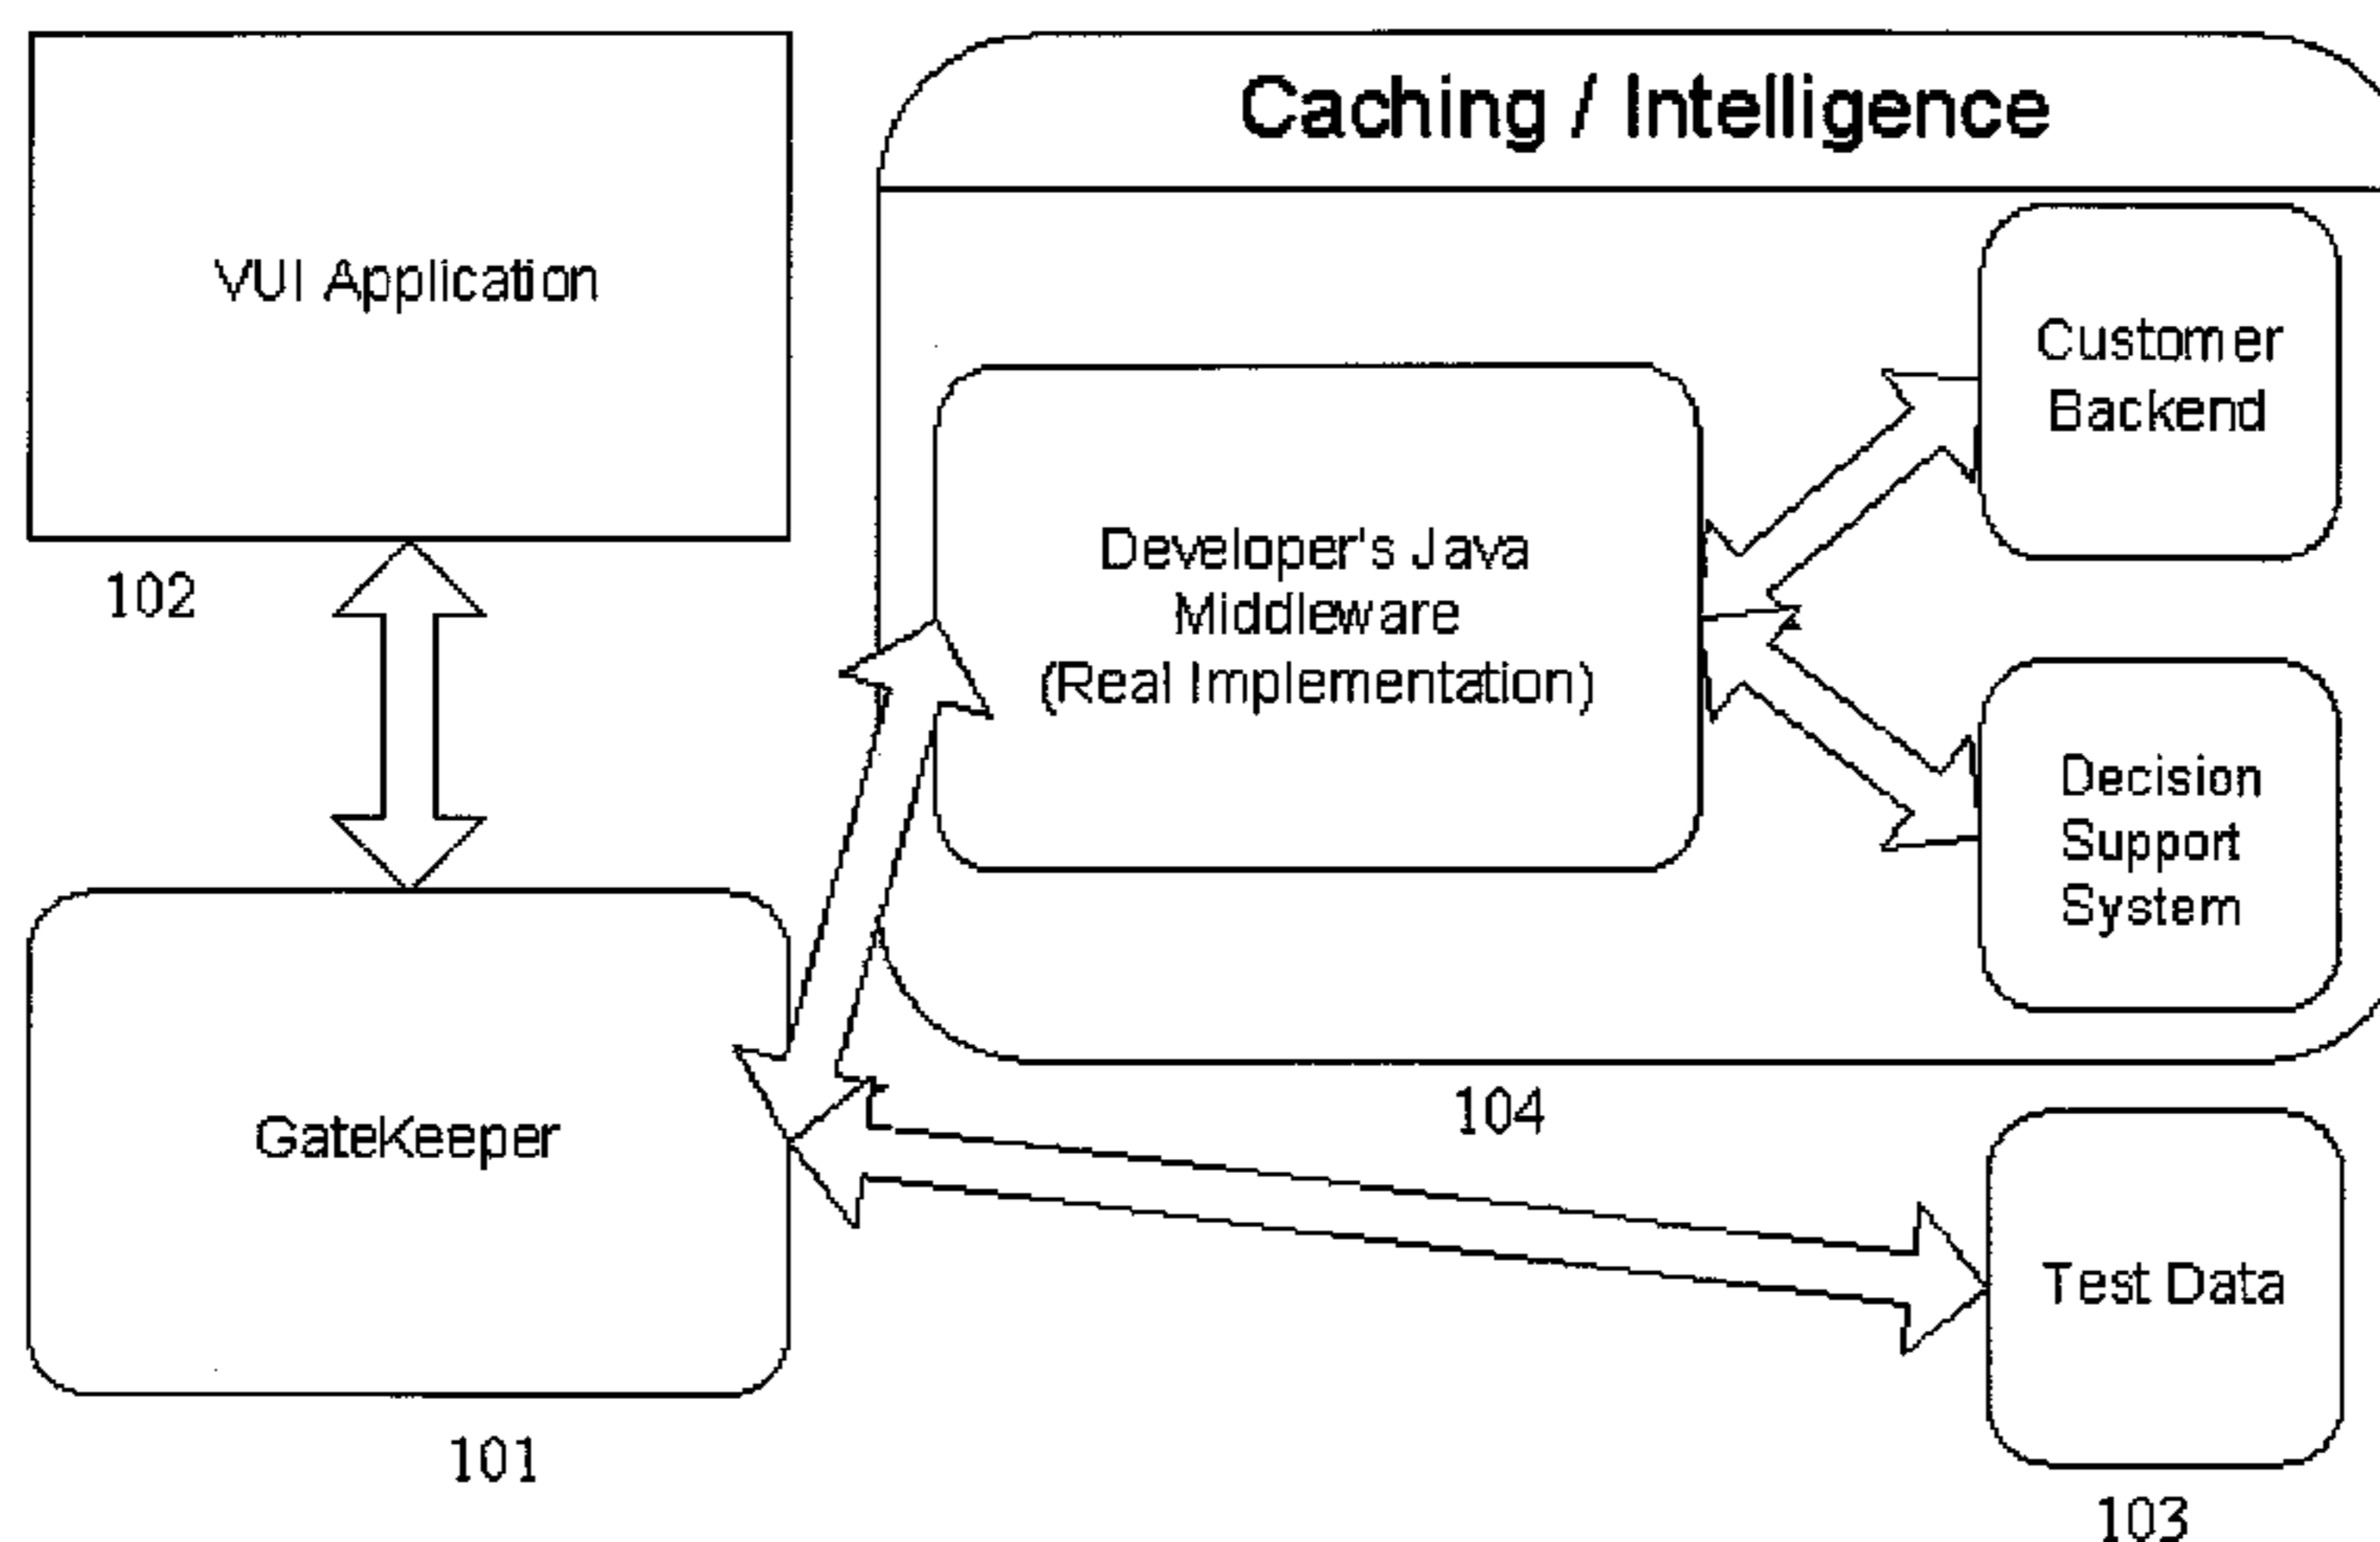 Caching / Intelligence
VUI Application
102
Customer
Backend
Developer's Java
Middleware
(Real Implementation)
Decision
Support
System
104
GateKeeper
101
Test Data
103